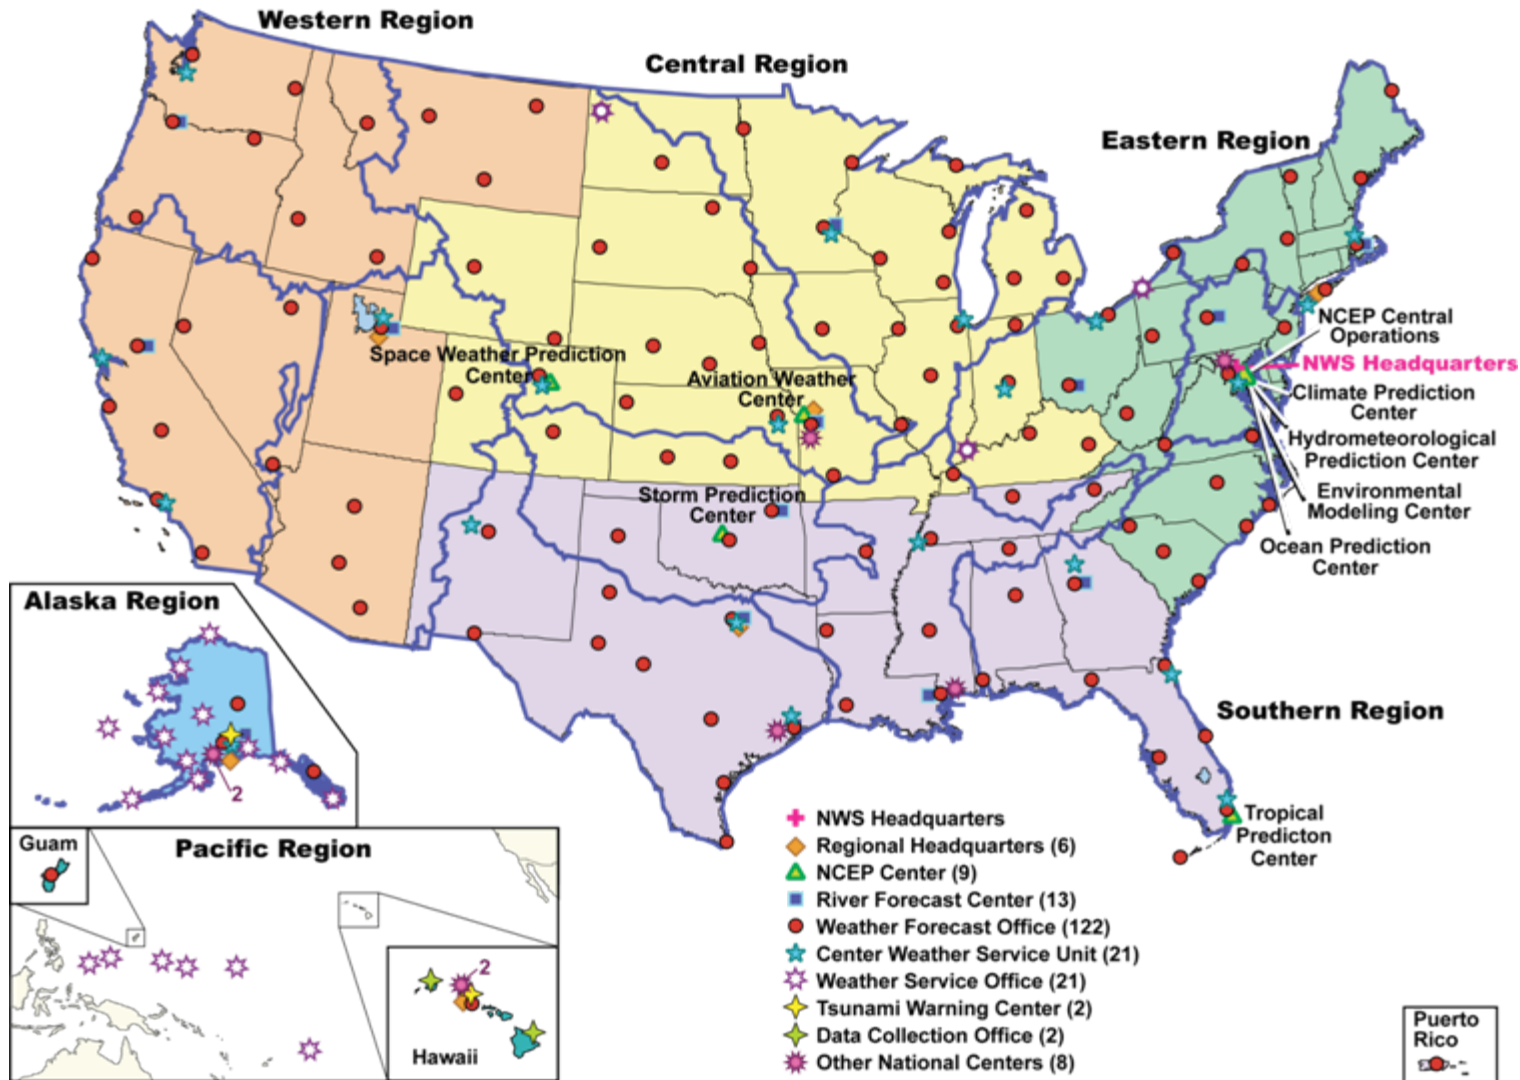 Western Region
Central Region
Eastern Region
NCEP Central
Operations
NWS Headquarters
Space Weather Prediction
Center
Aviation Weather
Center
Climate Prediction
Center
Hydrometeorological
Prediction Center
Storm Prediction
Center
Environmental
Modeling Center
Ocean Prediction
Center
Alaska Region
2
Southern Region
Tropical
Predicton
Center
Guam
Pacific Region
2
Hawaii
NWS Headquarters
Regional Headquarters (6)
NCEP Center (9)
River Forecast Center (13)
Weather Forecast Office (122)
Center Weather Service Unit (21)
Weather Service Office (21)
Tsunami Warning Center (2)
Data Collection Office (2)
Other National Centers (8)
Puerto
Rico